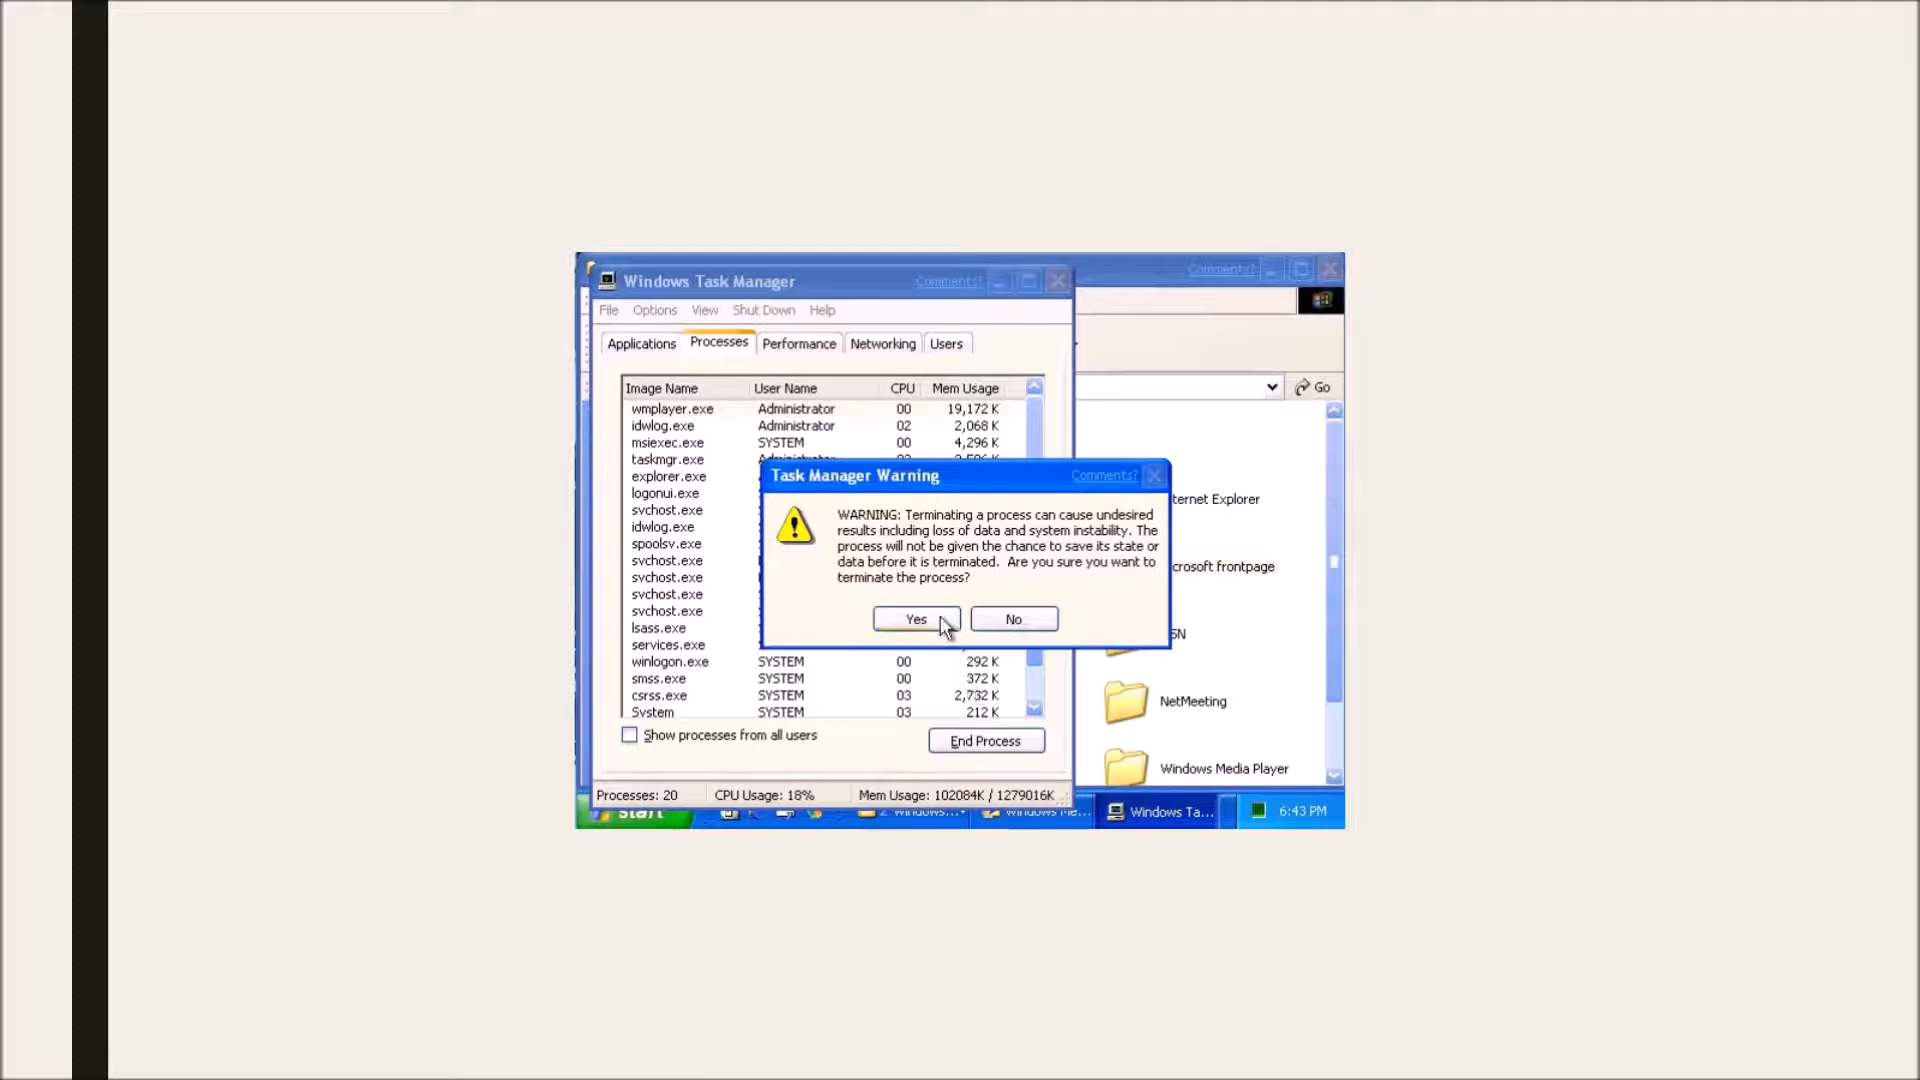 Comments?
Windows Task Manager Comments?
File Options View Shut Down Help
Applications Processes Performance Networking Users
Image Name User Name CPU Mem Usage
Go
wmplayer.exe Administrator 00 19,172 K
idwlog.exe Administrator 02 2,068 K
msiexec.exe SYSTEM 00 4,296 K
taskmgr.exe
explorer.exe
logonui.exe
svchost.exe
idwlog.exe
spoolsv.exe
svchost.exe
svchost.exe
svchost.exe
svchost.exe
lsass.exe
services.exe
winlogon.exe SYSTEM 00 292 K
smss.exe SYSTEM 00 372 K
csrss.exe SYSTEM 03 2,732 K
System SYSTEM 03 212 K
Show processes from all users
End Process
Processes: 20 CPU Usage: 18% Mem Usage: 102084K / 1279016K
Task Manager Warning Comments?
WARNING: Terminating a process can cause undesired
results including loss of data and system instability. The
process will not be given the chance to save its state or
data before it is terminated. Are you sure you want to
terminate the process?
Yes No
ternet Explorer
crosoft frontpage
SN
NetMeeting
Windows Media Player
Start 2 Windows... Windows Me... Windows Ta... 6:43 PM